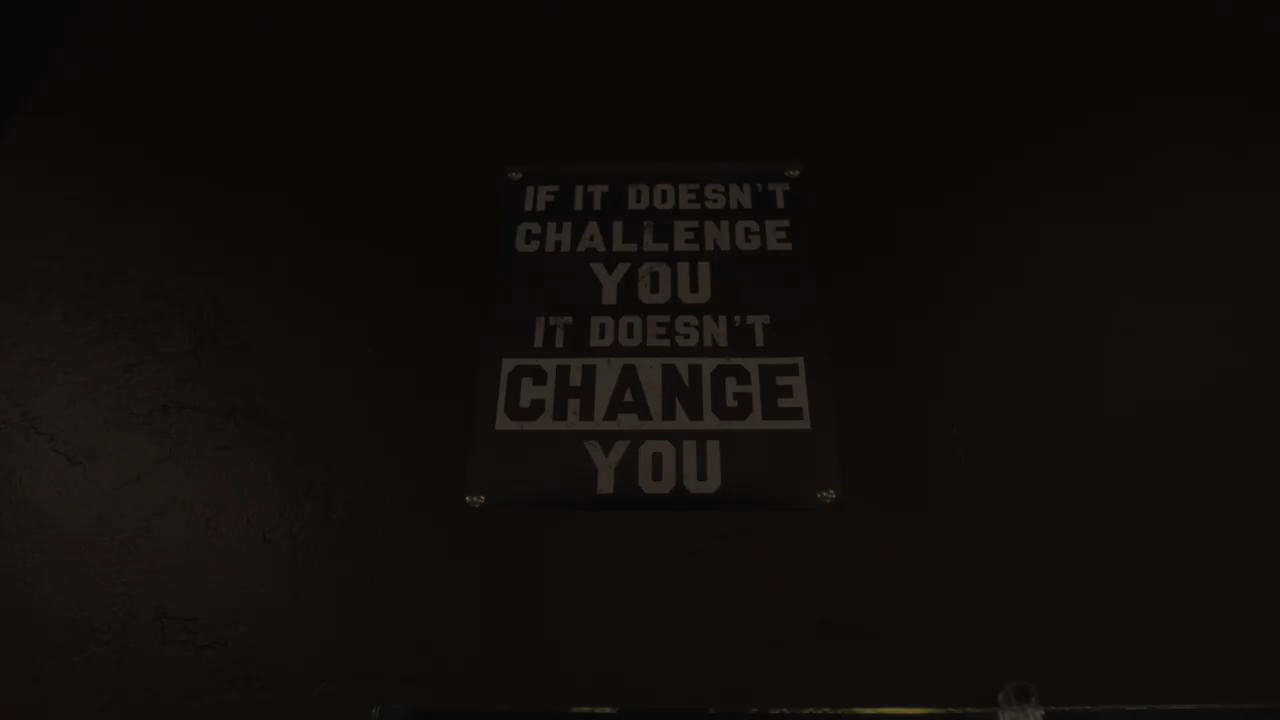 IF IT DOESN'T
CHALLENGE
YOU
IT DOESN'T
CHANGE
YOU